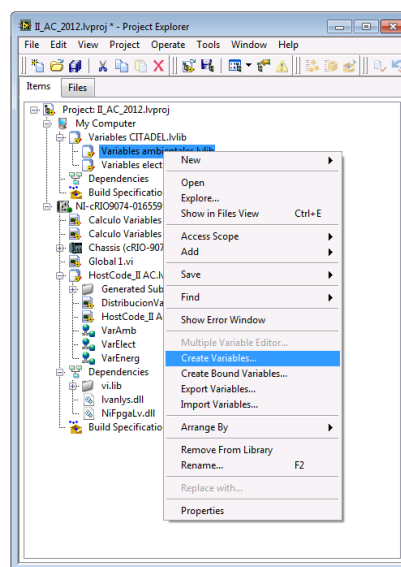 II_AC_2012.lvproj * - Project Explorer
File Edit View Project Operate Tools Window Help
Items Files
Project: II_AC_2012.lvproj
My Computer
Variables CITADEL.lvlib
Variables ambientales.lvlib
Variables elect
Dependencies
Build Specificatio
NI-cRIO9074-016559
Calculo Variables
Calculo Variables
Chassis (cRIO-907
Global 1.vi
HostCode_II AC.lv
Generated Sub
DistribucionVa
HostCode_II A
VarAmb
VarElect
VarEnerg
Dependencies
vi.lib
lvanlys.dll
NiFpgaLv.dll
Build Specificatio
New
Open
Explore...
Show in Files View Ctrl+E
Access Scope
Add
Save
Find
Show Error Window
Multiple Variable Editor...
Create Variables...
Create Bound Variables...
Export Variables...
Import Variables...
Arrange By
Remove From Library
Rename... F2
Replace with...
Properties